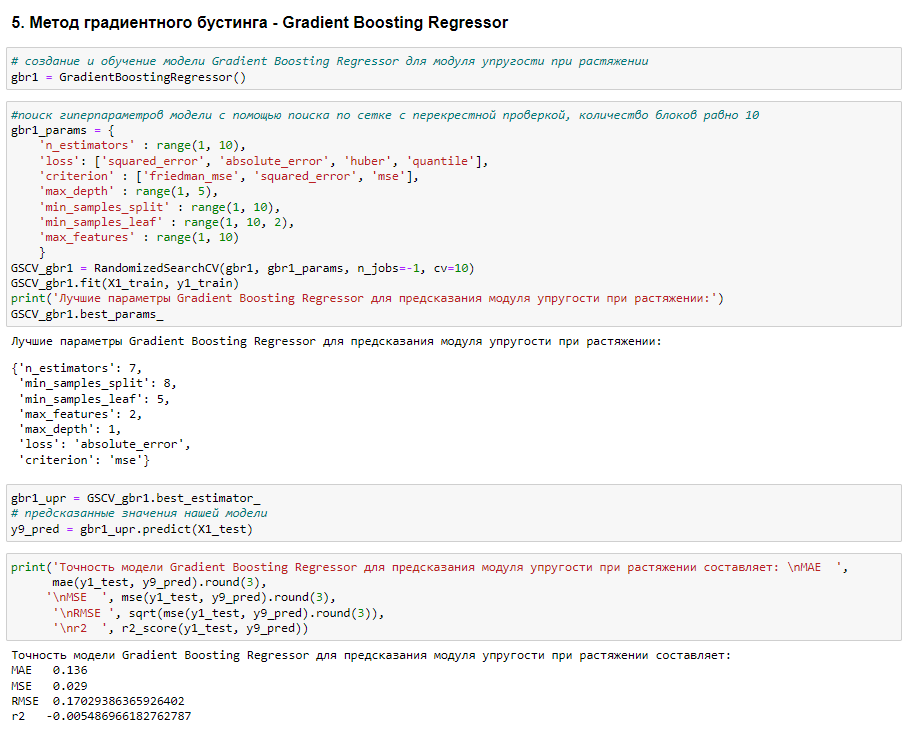 5. Метод градиентного бустинга - Gradient Boosting Regressor
# создание и обучение модели Gradient Boosting Regressor для модуля упругости при растяжении
gbr1 = GradientBoostingRegressor()
#поиск гиперпараметров модели с помощью поиска по сетке с перекрестной проверкой, количество блоков равно 10
gbr1_params = {
    'n_estimators' : range(1, 10),
    'loss': ['squared_error', 'absolute_error', 'huber', 'quantile'],
    'criterion' : ['friedman_mse', 'squared_error', 'mse'],
    'max_depth' : range(1, 5),
    'min_samples_split' : range(1, 10),
    'min_samples_leaf' : range(1, 10, 2),
    'max_features' : range(1, 10)
    }
GSCV_gbr1 = RandomizedSearchCV(gbr1, gbr1_params, n_jobs=-1, cv=10)
GSCV_gbr1.fit(X1_train, y1_train)
print('Лучшие параметры Gradient Boosting Regressor для предсказания модуля упругости при растяжении:')
GSCV_gbr1.best_params_
Лучшие параметры Gradient Boosting Regressor для предсказания модуля упругости при растяжении:
{'n_estimators': 7,
 'min_samples_split': 8,
 'min_samples_leaf': 5,
 'max_features': 2,
 'max_depth': 1,
 'loss': 'absolute_error',
 'criterion': 'mse'}
gbr1_upr = GSCV_gbr1.best_estimator_
# предсказанные значения нашей модели
y9_pred = gbr1_upr.predict(X1_test)
print('Точность модели Gradient Boosting Regressor для предсказания модуля упругости при растяжении составляет: \nMAE  ',
      mae(y1_test, y9_pred).round(3),
     '\nMSE  ', mse(y1_test, y9_pred).round(3),
      '\nRMSE ', sqrt(mse(y1_test, y9_pred).round(3)),
      '\nr2  ', r2_score(y1_test, y9_pred))
Точность модели Gradient Boosting Regressor для предсказания модуля упругости при растяжении составляет:
MAE   0.136
MSE   0.029
RMSE  0.17029386365926402
r2   -0.005486966182762787